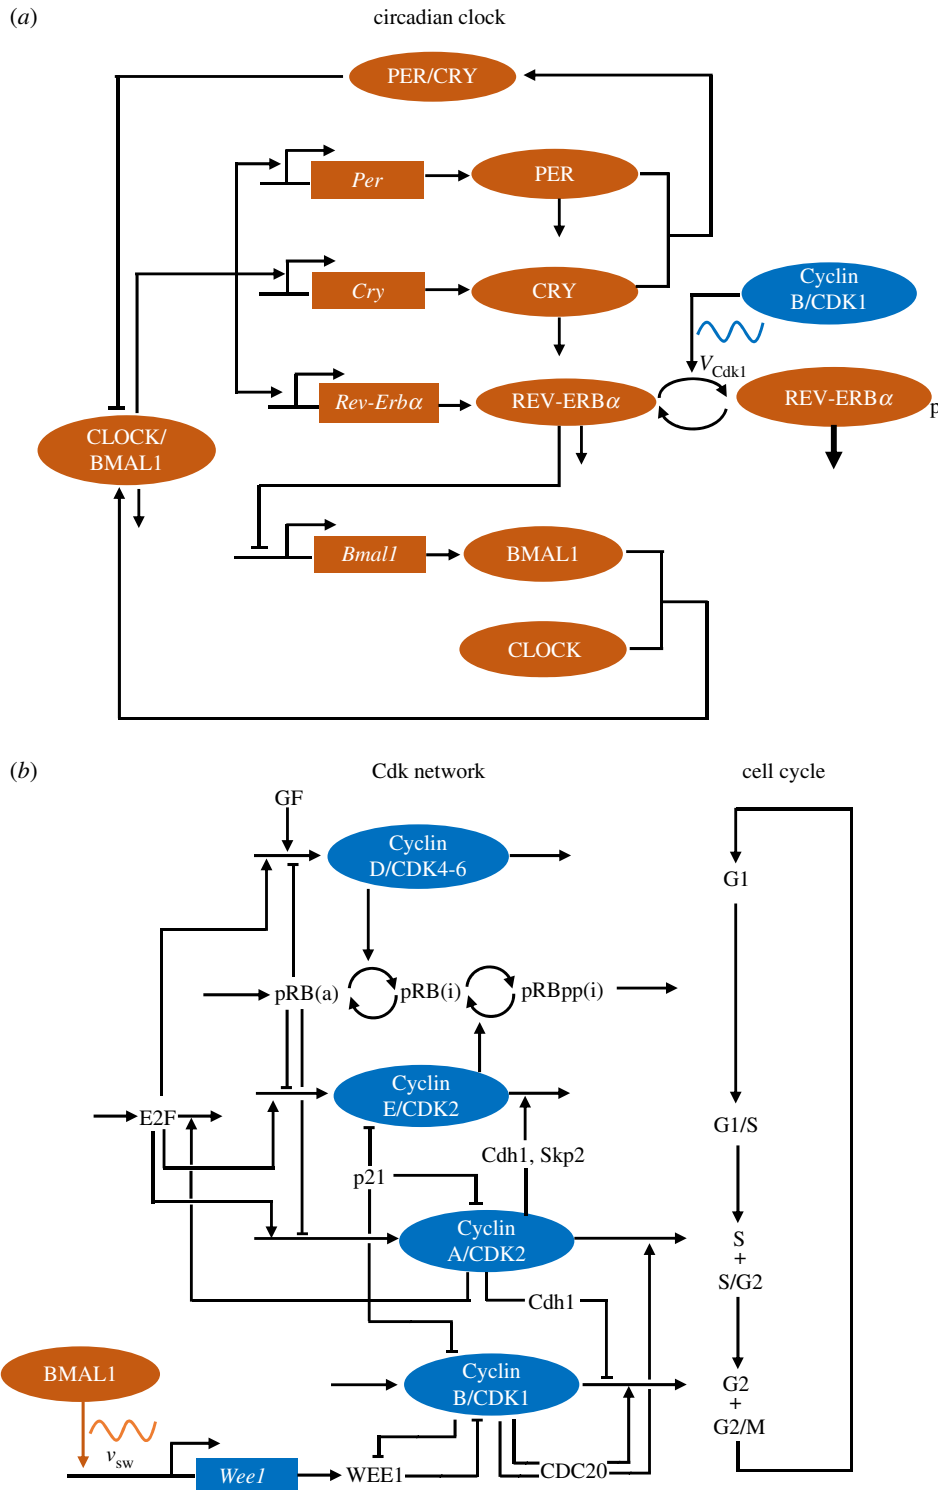 (a)
circadian clock
PER/CRY
Per
PER
Cry
CRY
Cyclin
B/CDK1
VCdk1
Rev-Erbα
REV-ERBα
REV-ERBα
p
CLOCK/
BMAL1
Bmal1
BMAL1
CLOCK
(b)
Cdk network
cell cycle
GF
Cyclin
D/CDK4-6
G1
pRB(a)
pRB(i)
pRBpp(i)
Cyclin
E/CDK2
E2F
G1/S
Cdh1, Skp2
p21
Cyclin
A/CDK2
S
+
S/G2
Cdh1
BMAL1
Cyclin
B/CDK1
G2
+
G2/M
vsw
Wee1
WEE1
CDC20